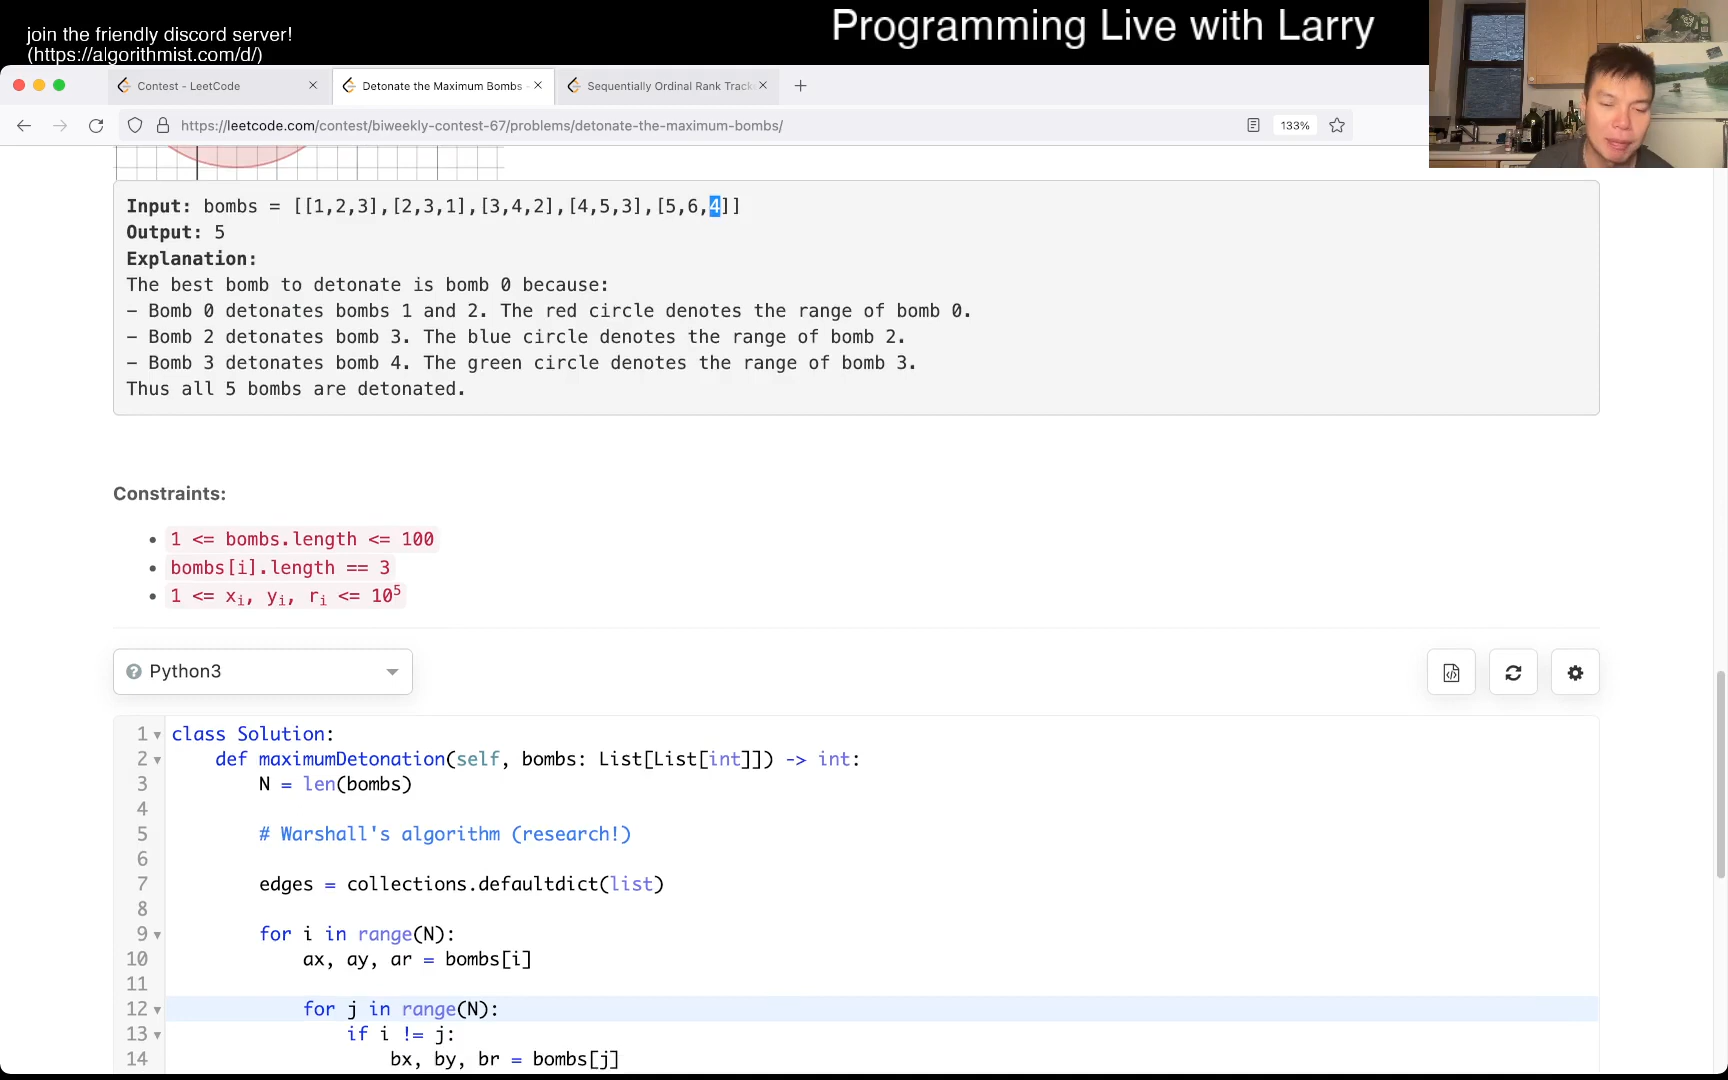 join the friendly discord server!
(https://algorithmist.com/d/)
Programming Live with Larry
Contest - LeetCode
Detonate the Maximum Bombs -
Sequentially Ordinal Rank Track
https://leetcode.com/contest/biweekly-contest-67/problems/detonate-the-maximum-bombs/
133%
Input: bombs = [[1,2,3],[2,3,1],[3,4,2],[4,5,3],[5,6,4]]
Output: 5
Explanation:
The best bomb to detonate is bomb 0 because:
- Bomb 0 detonates bombs 1 and 2. The red circle denotes the range of bomb 0.
- Bomb 2 detonates bomb 3. The blue circle denotes the range of bomb 2.
- Bomb 3 detonates bomb 4. The green circle denotes the range of bomb 3.
Thus all 5 bombs are detonated.
Constraints:
• 1 <= bombs.length <= 100
• bombs[i].length == 3
• 1 <= xi, yi, ri <= 10^5
Python3
1 class Solution:
2 def maximumDetonation(self, bombs: List[List[int]]) -> int:
3 N = len(bombs)
4
5 # Warshall's algorithm (research!)
6
7 edges = collections.defaultdict(list)
8
9 for i in range(N):
10 ax, ay, ar = bombs[i]
11
12 for j in range(N):
13 if i != j:
14 bx, by, br = bombs[j]